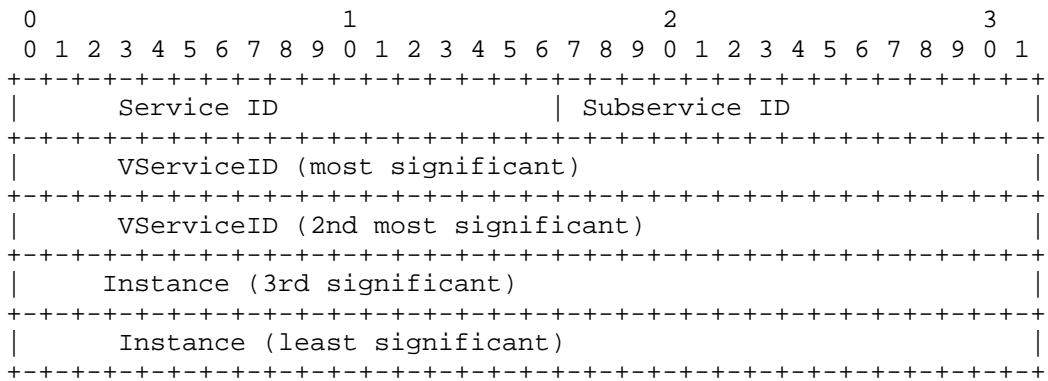 0                   1                   2                   3
 0 1 2 3 4 5 6 7 8 9 0 1 2 3 4 5 6 7 8 9 0 1 2 3 4 5 6 7 8 9 0 1
+-+-+-+-+-+-+-+-+-+-+-+-+-+-+-+-+-+-+-+-+-+-+-+-+-+-+-+-+-+-+-+-+
|      Service ID                 | Subservice ID               |
+-+-+-+-+-+-+-+-+-+-+-+-+-+-+-+-+-+-+-+-+-+-+-+-+-+-+-+-+-+-+-+-+
|      VServiceID (most significant)                            |
+-+-+-+-+-+-+-+-+-+-+-+-+-+-+-+-+-+-+-+-+-+-+-+-+-+-+-+-+-+-+-+-+
|      VServiceID (2nd most significant)                        |
+-+-+-+-+-+-+-+-+-+-+-+-+-+-+-+-+-+-+-+-+-+-+-+-+-+-+-+-+-+-+-+-+
|     Instance (3rd significant)                                |
+-+-+-+-+-+-+-+-+-+-+-+-+-+-+-+-+-+-+-+-+-+-+-+-+-+-+-+-+-+-+-+-+
|      Instance (least significant)                             |
+-+-+-+-+-+-+-+-+-+-+-+-+-+-+-+-+-+-+-+-+-+-+-+-+-+-+-+-+-+-+-+-+